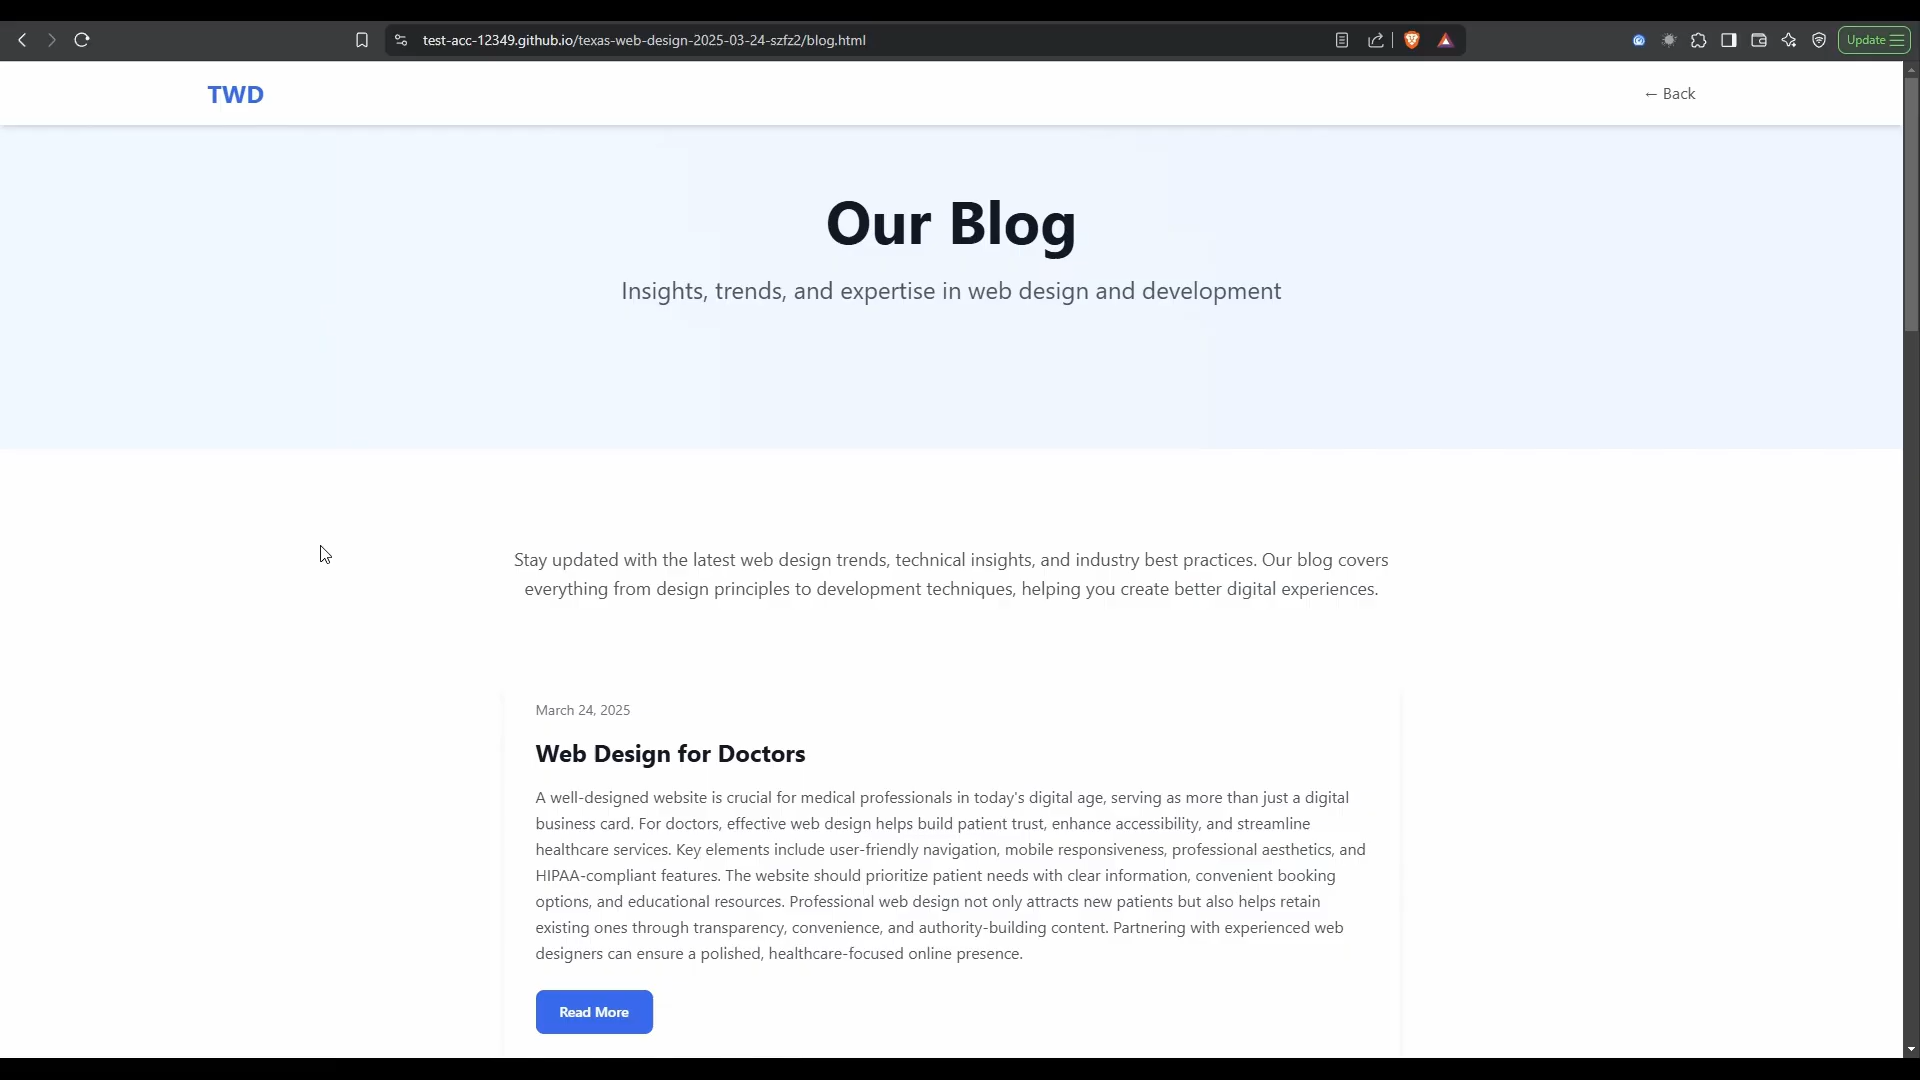 test-acc-12349.github.io/texas-web-design-2025-03-24-szfz2/blog.html
Update
TWD
← Back
Our Blog
Insights, trends, and expertise in web design and development
Stay updated with the latest web design trends, technical insights, and industry best practices. Our blog covers
everything from design principles to development techniques, helping you create better digital experiences.
March 24, 2025
Web Design for Doctors
A well-designed website is crucial for medical professionals in today's digital age, serving as more than just a digital
business card. For doctors, effective web design helps build patient trust, enhance accessibility, and streamline
healthcare services. Key elements include user-friendly navigation, mobile responsiveness, professional aesthetics, and
HIPAA-compliant features. The website should prioritize patient needs with clear information, convenient booking
options, and educational resources. Professional web design not only attracts new patients but also helps retain
existing ones through transparency, convenience, and authority-building content. Partnering with experienced web
designers can ensure a polished, healthcare-focused online presence.
Read More